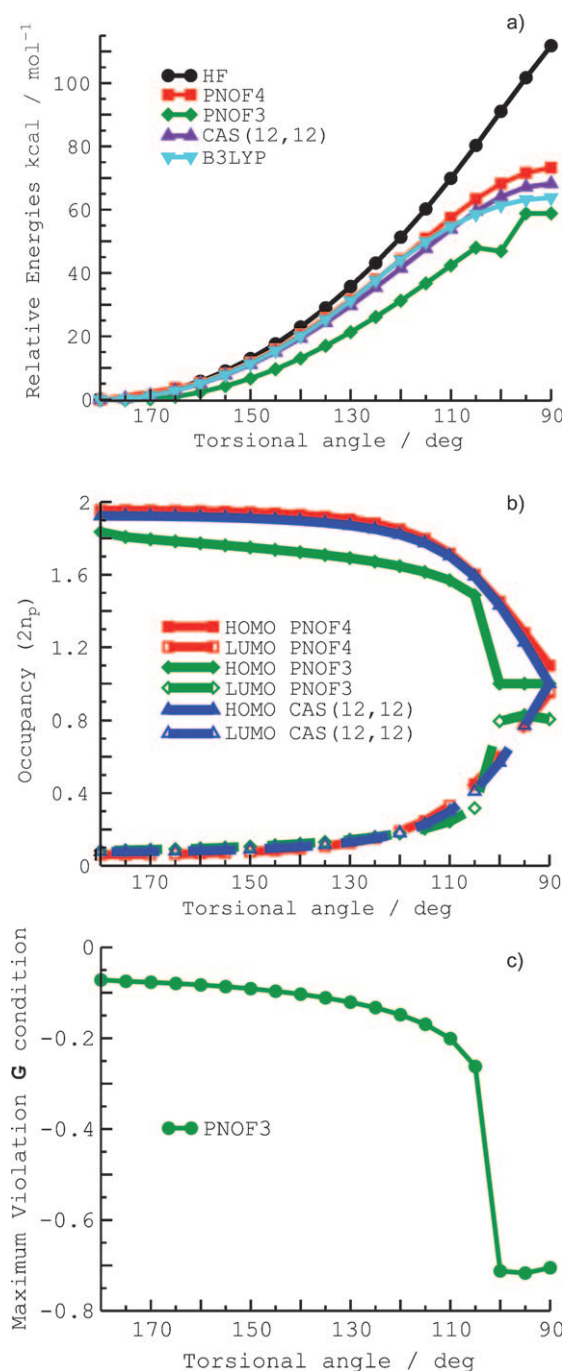 a)
HF
PNOF4
PNOF3
CAS(12,12)
B3LYP
Relative Energies kcal / mol⁻¹
100
80
60
40
20
0
170 150 130 110 90
Torsional angle / deg
b)
2
1.6
1.2
0.8
0.4
0
Occupancy (2nₚ)
HOMO PNOF4
LUMO PNOF4
HOMO PNOF3
LUMO PNOF3
HOMO CAS(12,12)
LUMO CAS(12,12)
170 150 130 110 90
Torsional angle / deg
c)
0
-0.2
-0.4
-0.6
-0.8
Maximum Violation G condition
PNOF3
170 150 130 110 90
Torsional angle / deg